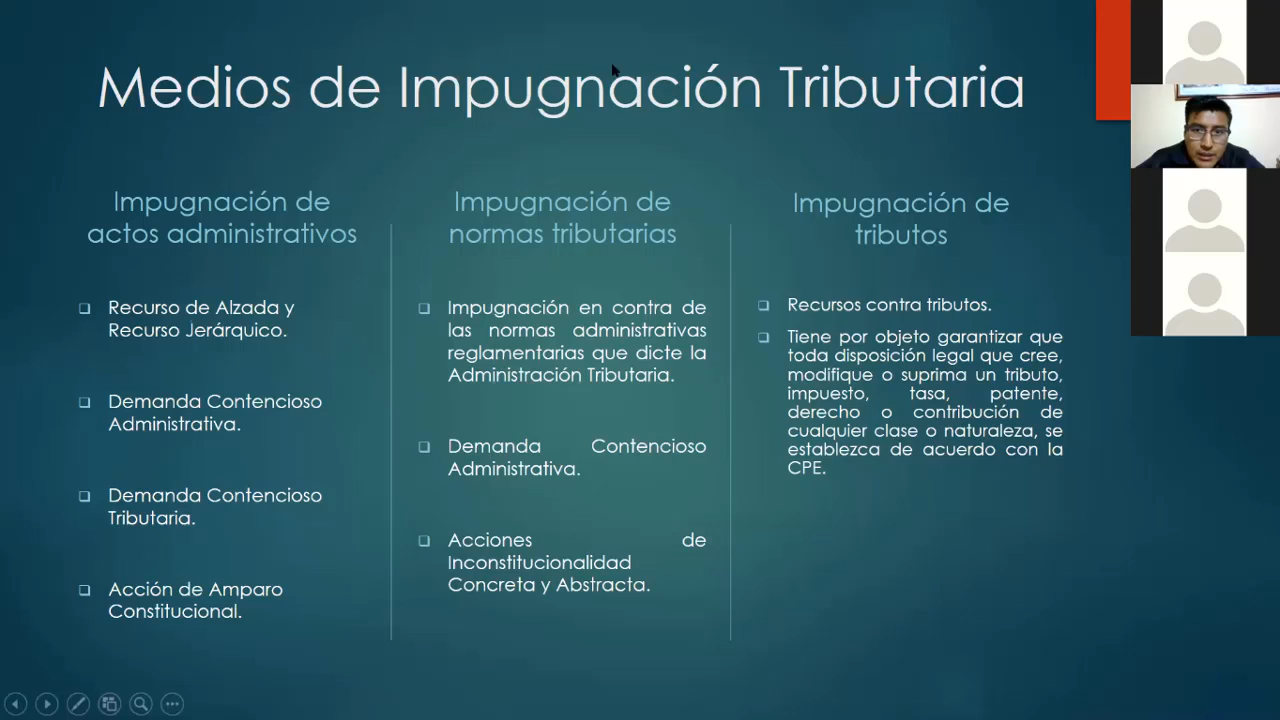 Medios de Impugnación Tributaria
Impugnación de
actos administrativos
❑ Recurso de Alzada y
Recurso Jerárquico.
❑ Demanda Contencioso
Administrativa.
❑ Demanda Contencioso
Tributaria.
❑ Acción de Amparo
Constitucional.
Impugnación de
normas tributarias
❑ Impugnación en contra de
las normas administrativas
reglamentarias que dicte la
Administración Tributaria.
❑ Demanda Contencioso
Administrativa.
❑ Acciones de
Inconstitucionalidad
Concreta y Abstracta.
Impugnación de
tributos
❑ Recursos contra tributos.
❑ Tiene por objeto garantizar que
toda disposición legal que cree,
modifique o suprima un tributo,
impuesto, tasa, patente,
derecho o contribución de
cualquier clase o naturaleza, se
establezca de acuerdo con la
CPE.